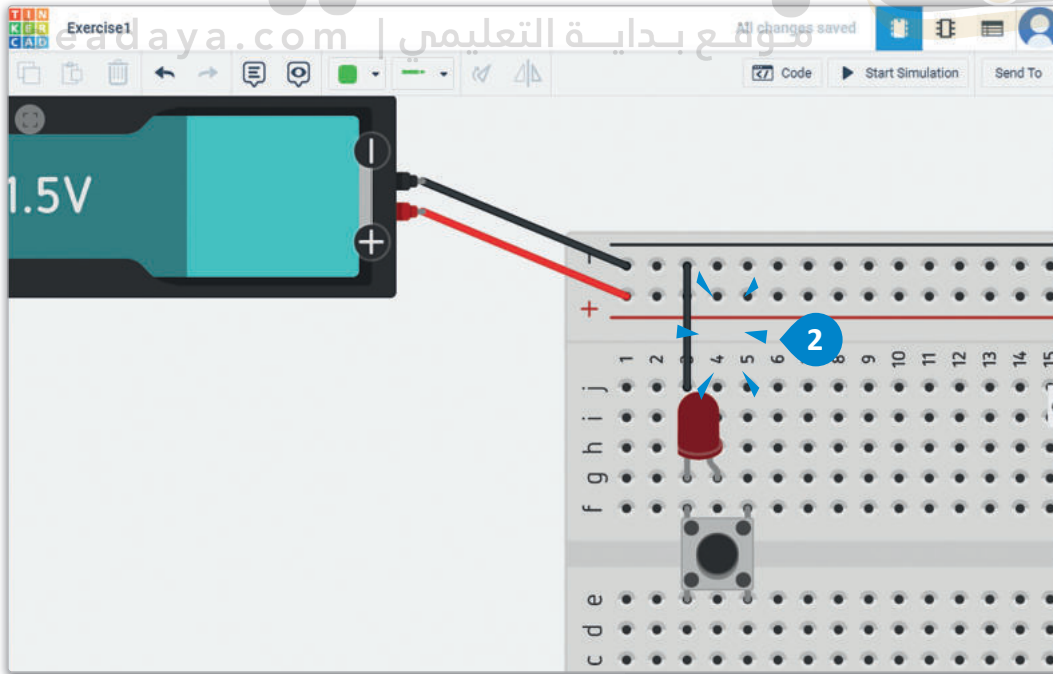 TIN
KER
CAD
Exercise1
All changes saved
beadaya.com | موقع بداية التعليمي
Code
Start Simulation
Send To
1.5V
−
+
−
+
2
1 2 3 4 5 6 8 9 10 11 12 13 14 15
j
i
h
g
f
e
d
c